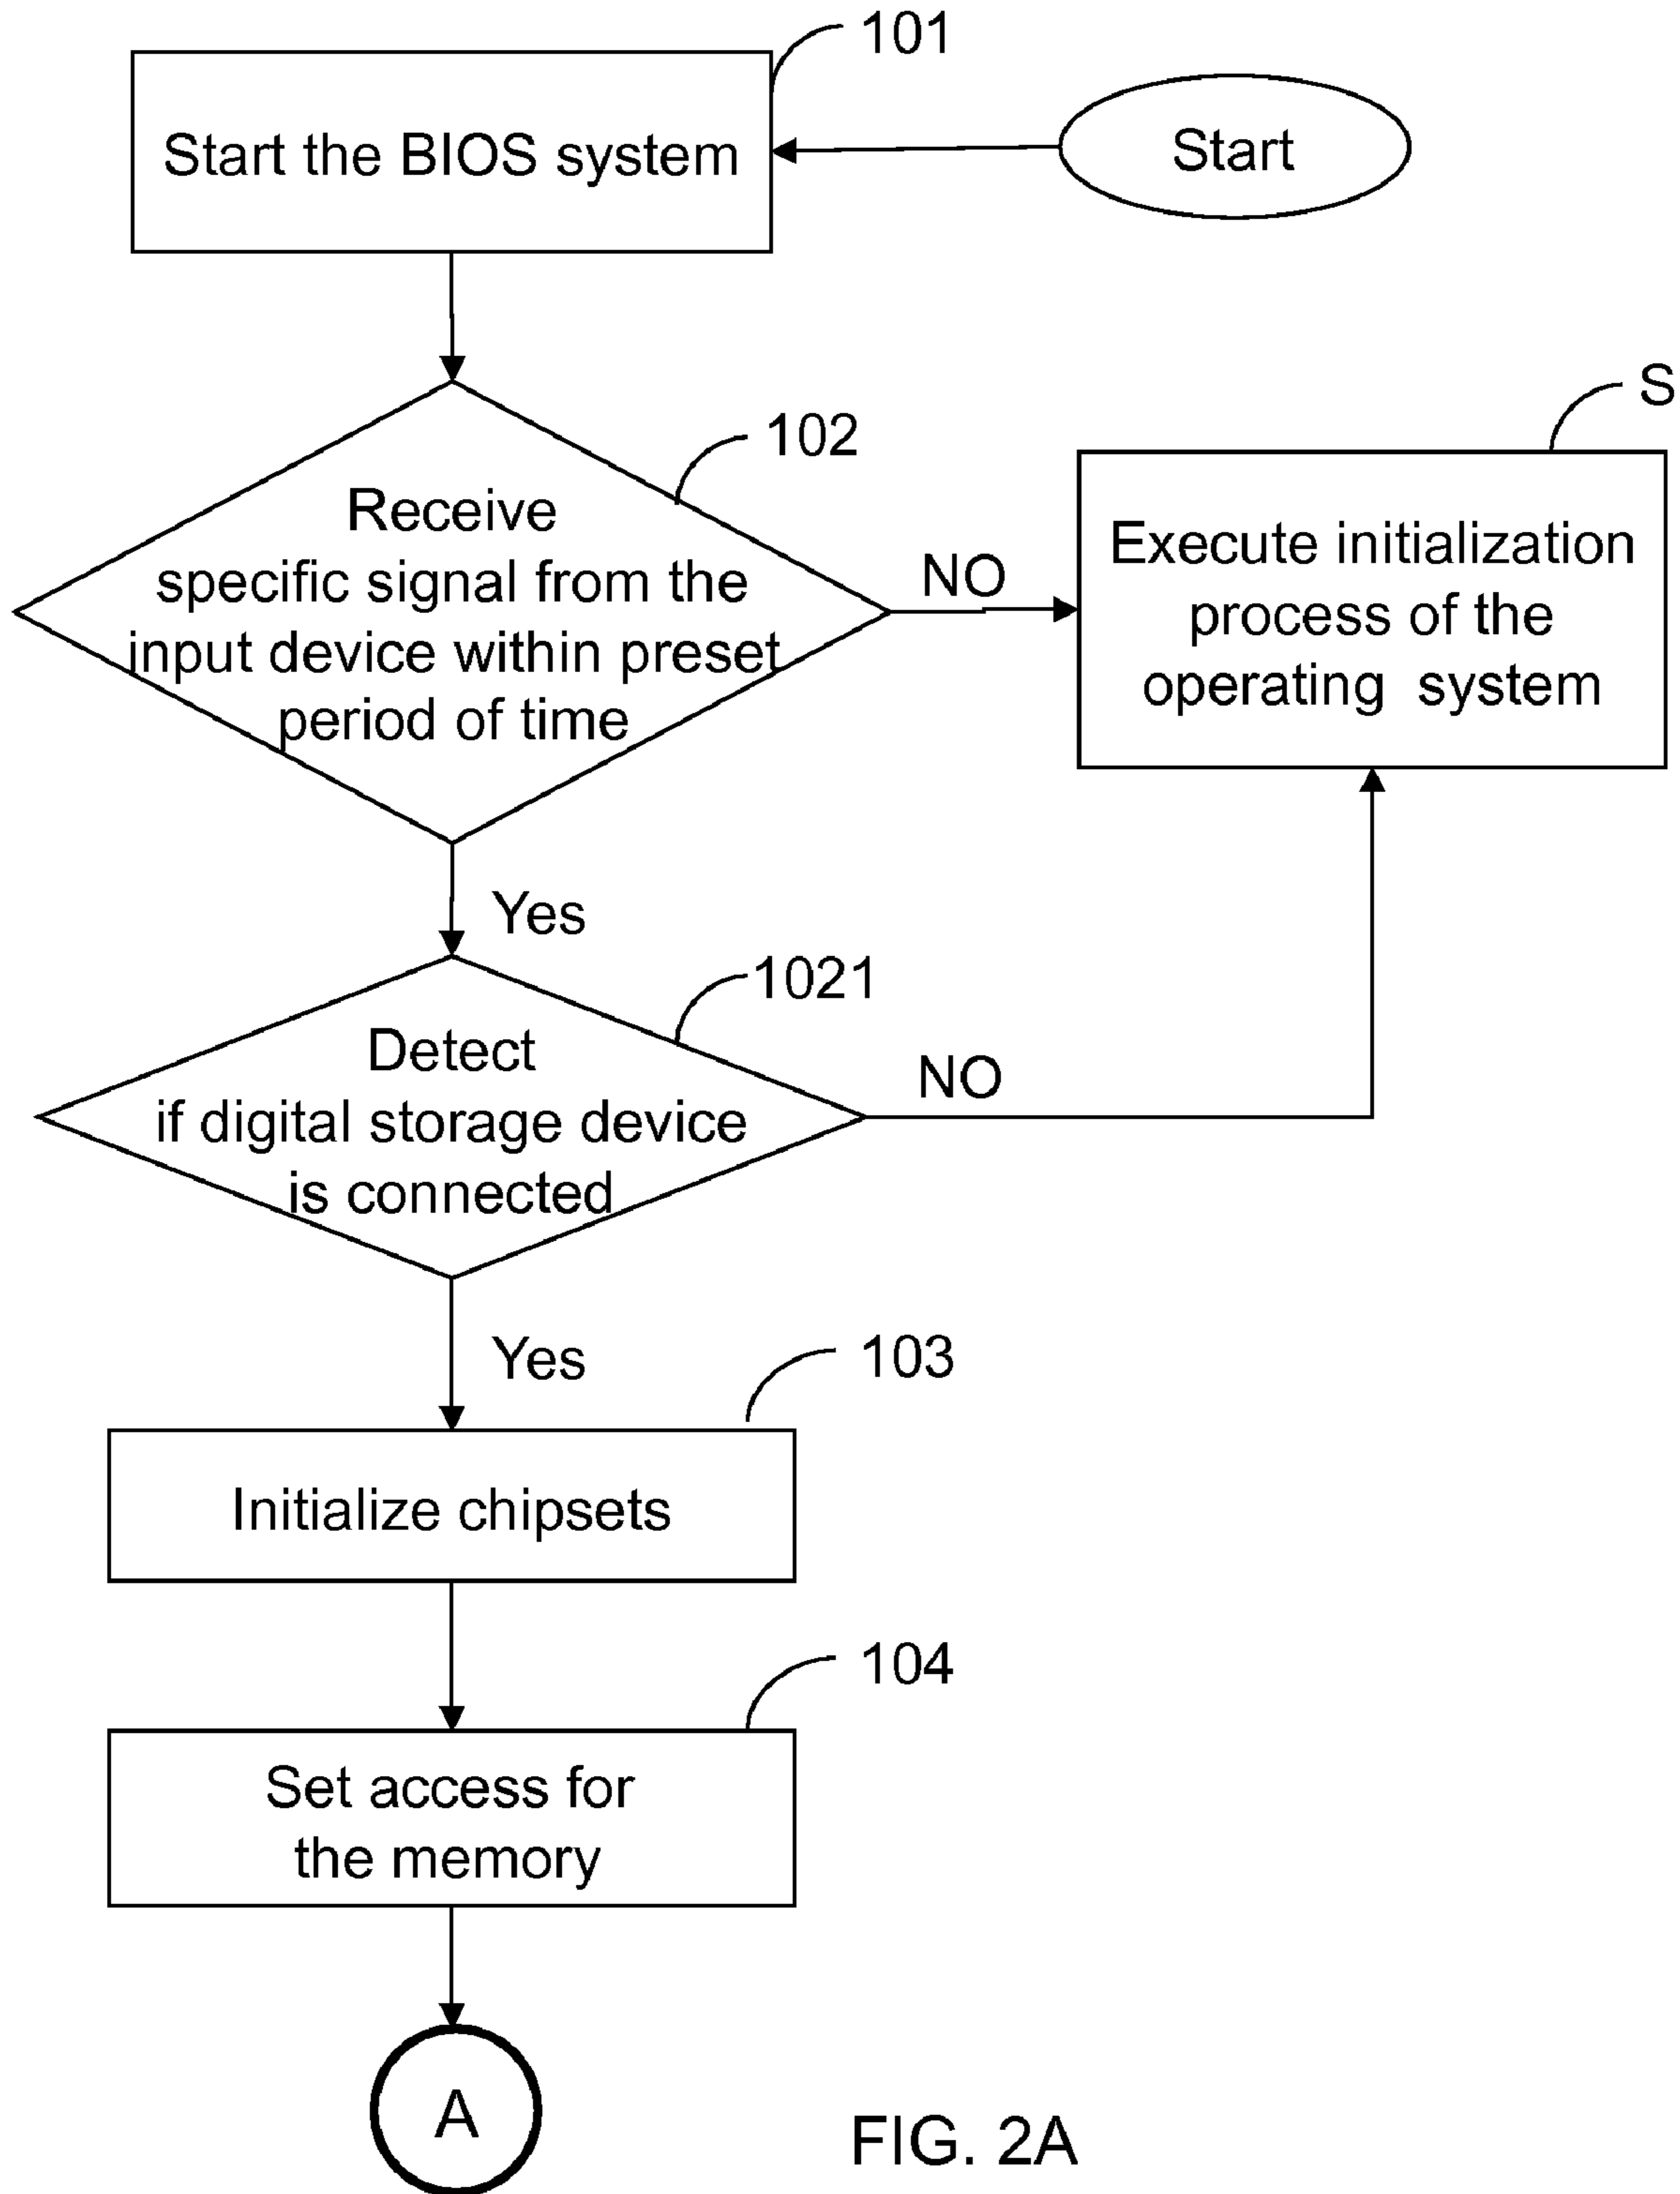 101
Start the BIOS system
Start
102
Receive
specific signal from the
input device within preset
period of time
NO
S
Execute initialization
process of the
operating system
Yes
1021
Detect
if digital storage device
is connected
NO
Yes
103
Initialize chipsets
104
Set access for
the memory
A
FIG. 2A